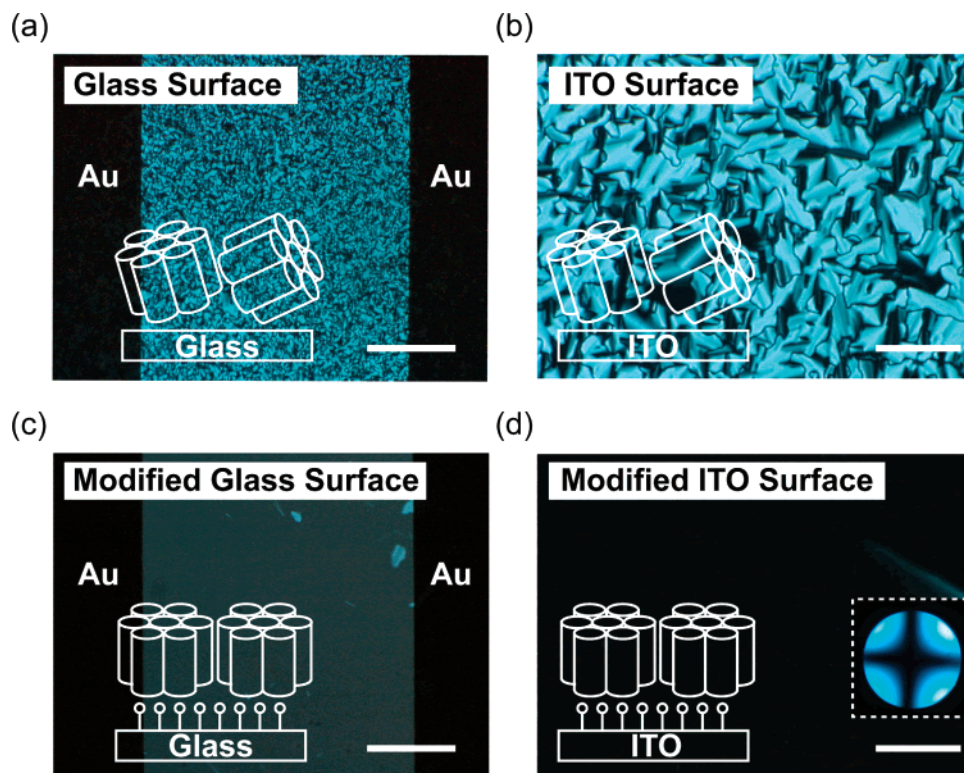 (a)
Glass Surface
Au
Au
Glass
(b)
ITO Surface
ITO
(c)
Modified Glass Surface
Au
Au
Glass
(d)
Modified ITO Surface
ITO